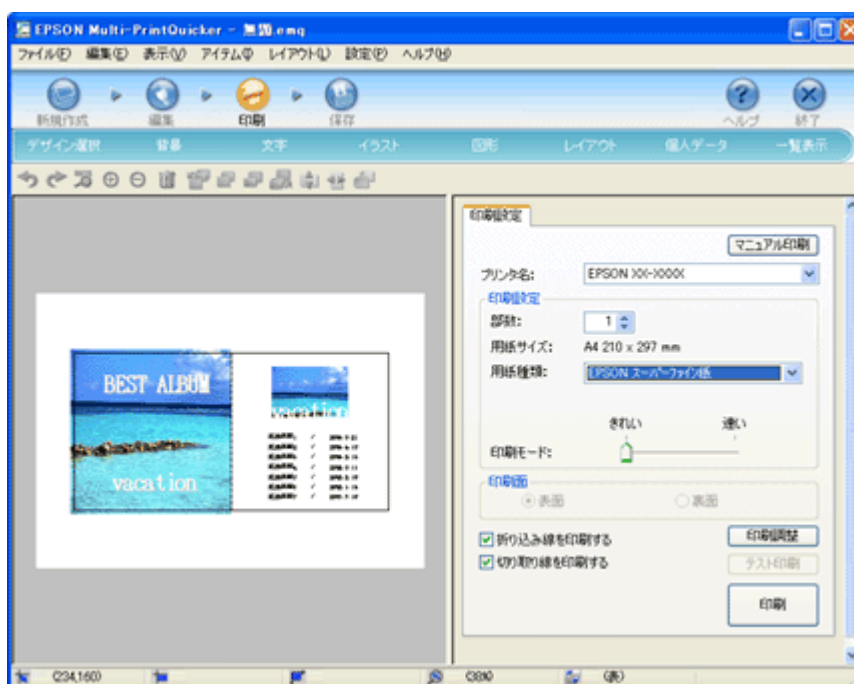 EPSON Multi-PrintQuicker - 無題.emq
ファイル(F) 編集(E) 表示(V) アイテム(I) レイアウト(L) 設定(P) ヘルプ(H)
新規作成 編集 印刷 保存 ヘルプ 終了
デザイン選択 背景 文字 イラスト 図形 レイアウト 個人データ 一覧表示
印刷設定
マニュアル印刷
プリンタ名: EPSON XX-XXXX
印刷設定
部数: 1
用紙サイズ: A4 210 x 297 mm
用紙種類: EPSON スーパーファイン紙
きれい 速い
印刷モード:
印刷面
表面 裏面
折り込み線を印刷する
印刷調整
切り取り線を印刷する
テスト印刷
印刷
BEST ALBUM
vacation
vacation
(234,160) (38%) (表)